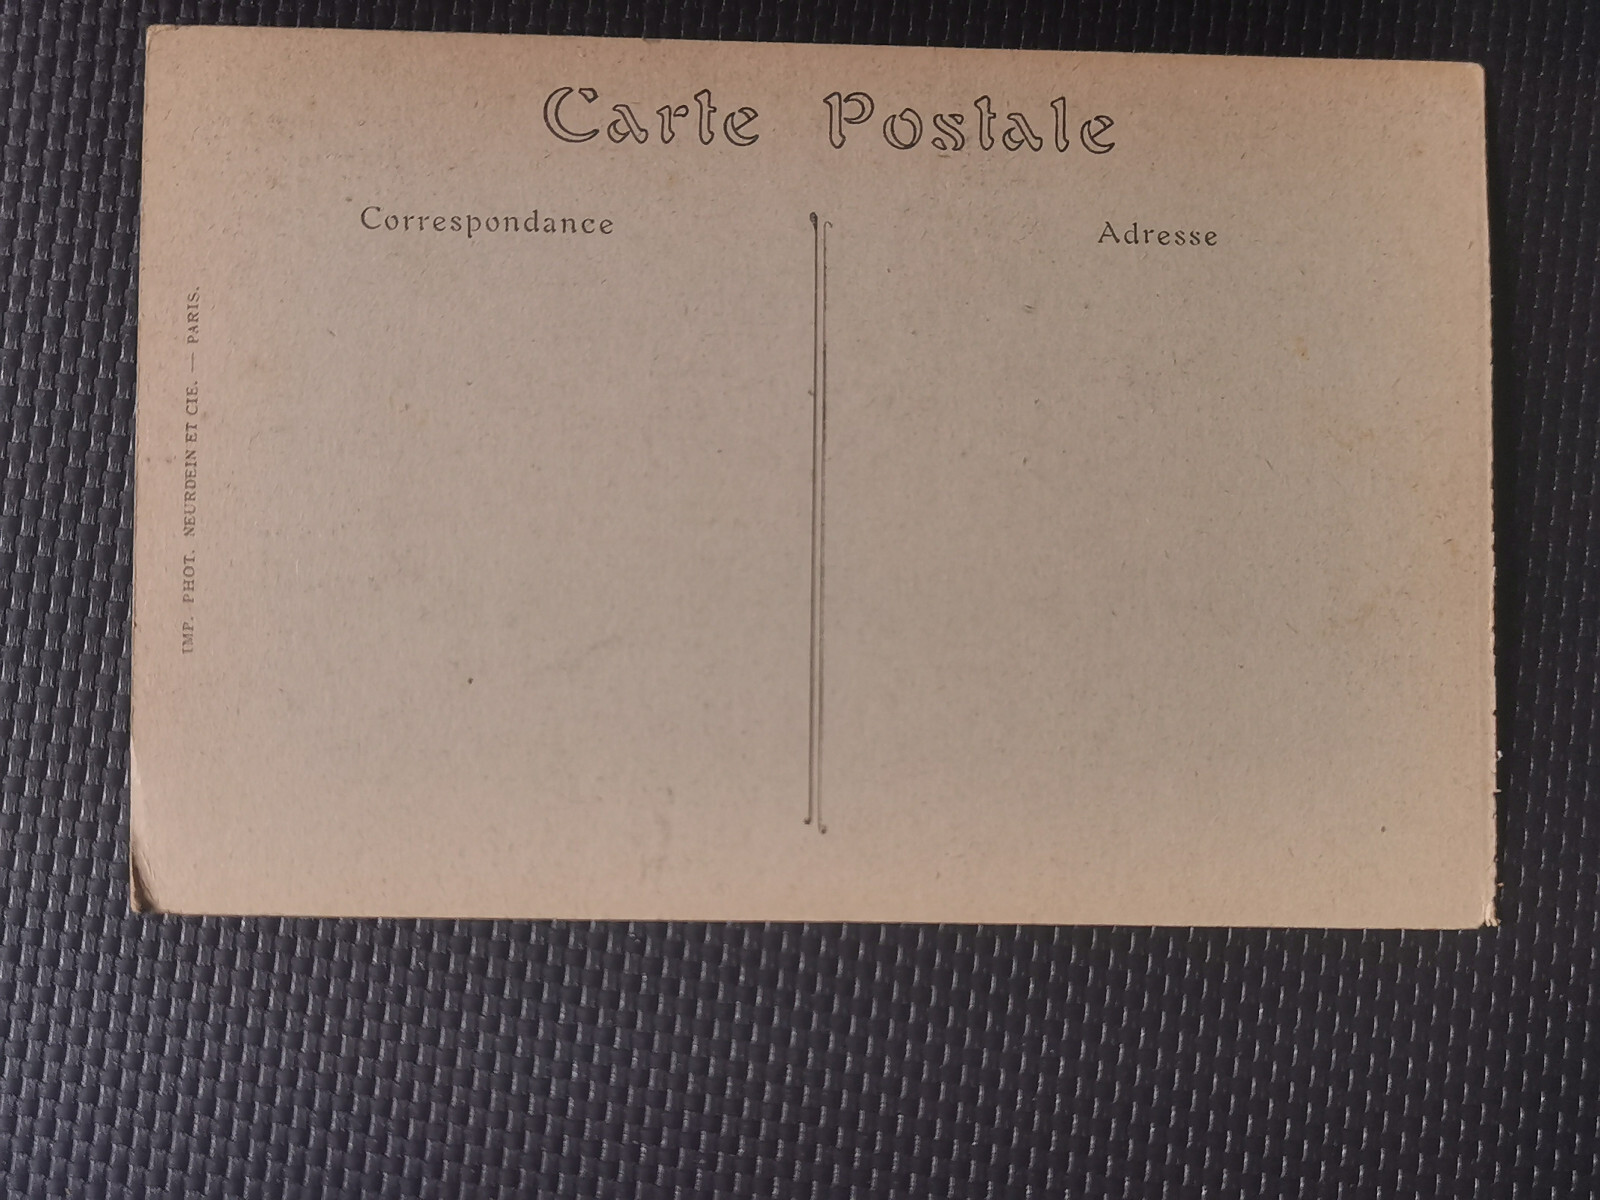 Carte Postale
Correspondance
Adresse
IMP. PHOT. NEURDEIN ET CIE. — PARIS.